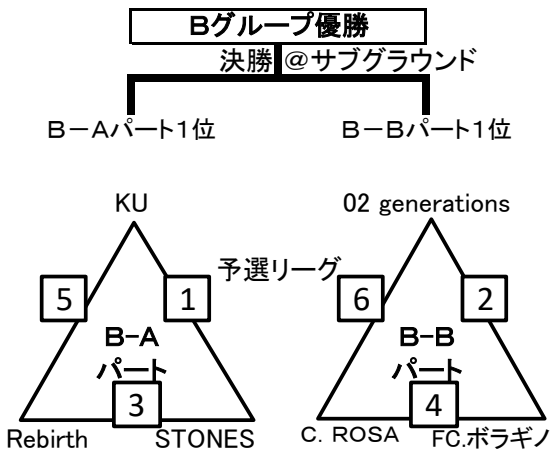 Bグループ優勝
決勝 @サブグラウンド
B－Aパート1位 B－Bパート1位
KU 02 generations
予選リーグ
5 1 6 2
B-A B-B
パート パート
3 4
Rebirth STONES C. ROSA FC.ボラギノ